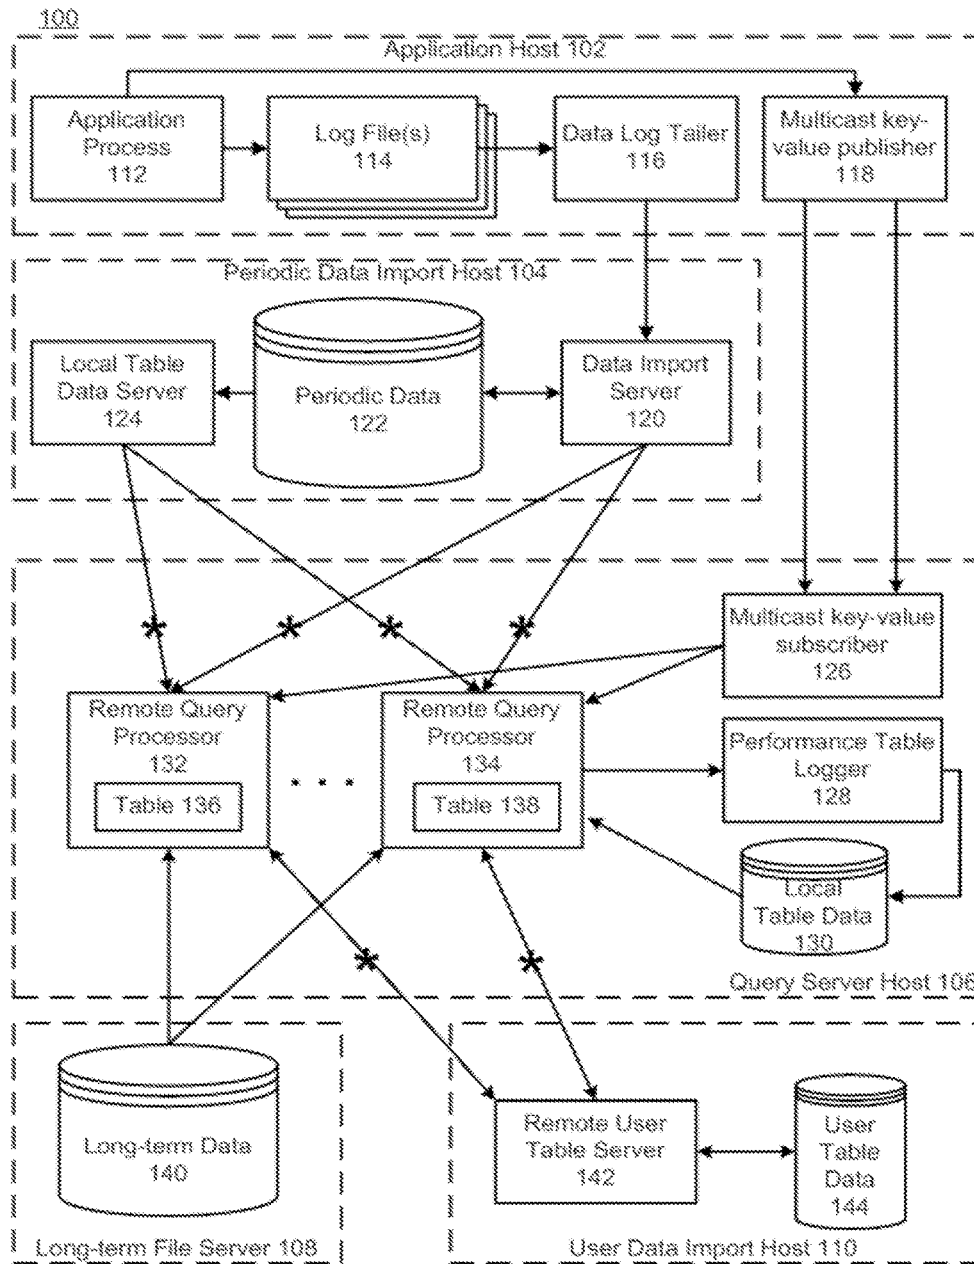 100
Application Host 102
Application
Process
112
Log File(s)
114
Data Log Tailer
116
Multicast key-
value publisher
118
Periodic Data Import Host 104
Local Table
Data Server
124
Periodic Data
122
Data Import
Server
120
* * * *
Multicast key-value
subscriber
126
Remote Query
Processor
132
Table 136
. . .
Remote Query
Processor
134
Table 138
Performance Table
Logger
128
Local
Table Data
130
* *
Query Server Host 106
Long-term Data
140
Long-term File Server 108
Remote User
Table Server
142
User
Table
Data
144
User Data Import Host 110